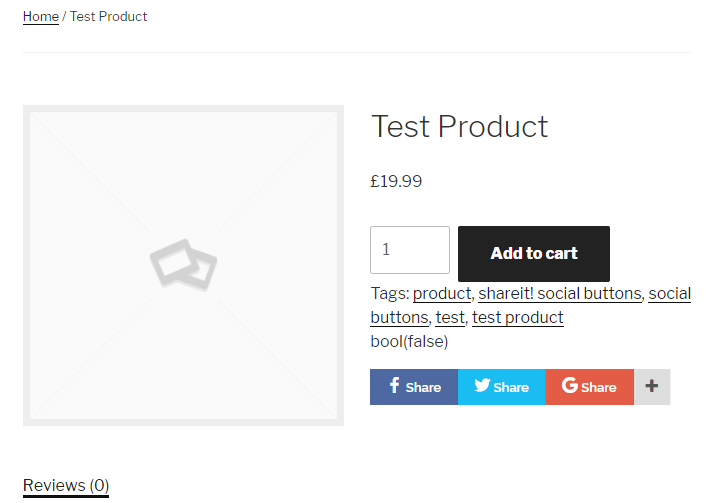 Home / Test Product
Test Product
£19.99
1
Add to cart
Tags: product, shareit! social buttons, social
buttons, test, test product
bool(false)
Share Share Share +
Reviews (0)